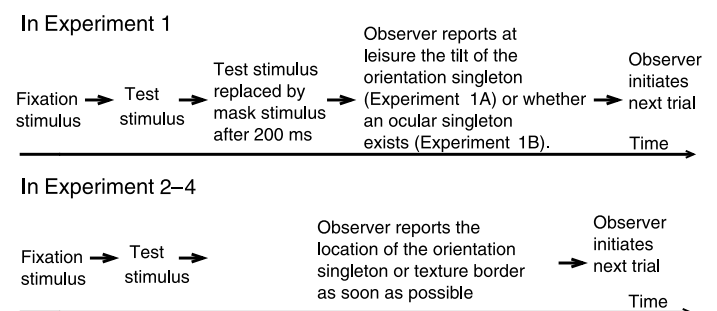 In Experiment 1
Fixation
stimulus
Test
stimulus
Test stimulus
replaced by
mask stimulus
after 200 ms
Observer reports at
leisure the tilt of the
orientation singleton
(Experiment 1A) or whether
an ocular singleton
exists (Experiment 1B).
Observer
initiates
next trial
Time
In Experiment 2–4
Fixation
stimulus
Test
stimulus
Observer reports the
location of the orientation
singleton or texture border
as soon as possible
Observer
initiates
next trial
Time